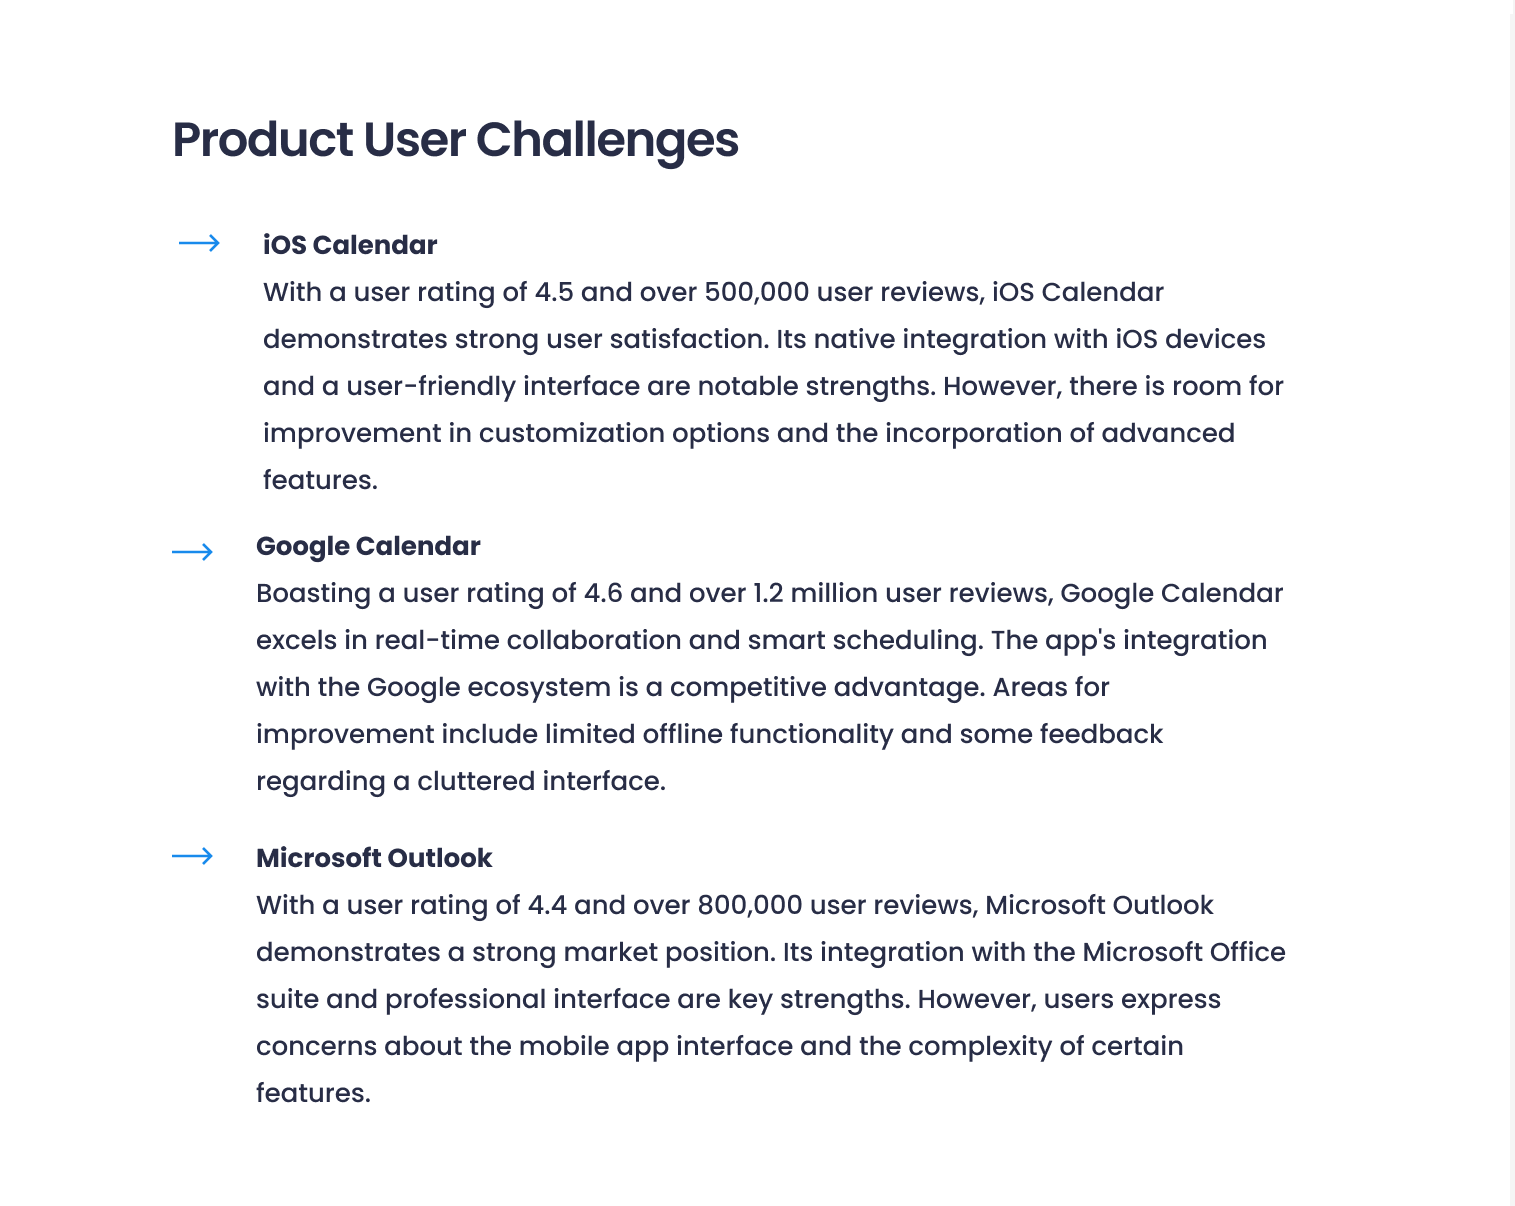 Product User Challenges
iOS Calendar
With a user rating of 4.5 and over 500,000 user reviews, iOS Calendar
demonstrates strong user satisfaction. Its native integration with iOS devices
and a user-friendly interface are notable strengths. However, there is room for
improvement in customization options and the incorporation of advanced
features.
Google Calendar
Boasting a user rating of 4.6 and over 1.2 million user reviews, Google Calendar
excels in real-time collaboration and smart scheduling. The app's integration
with the Google ecosystem is a competitive advantage. Areas for
improvement include limited offline functionality and some feedback
regarding a cluttered interface.
Microsoft Outlook
With a user rating of 4.4 and over 800,000 user reviews, Microsoft Outlook
demonstrates a strong market position. Its integration with the Microsoft Office
suite and professional interface are key strengths. However, users express
concerns about the mobile app interface and the complexity of certain
features.